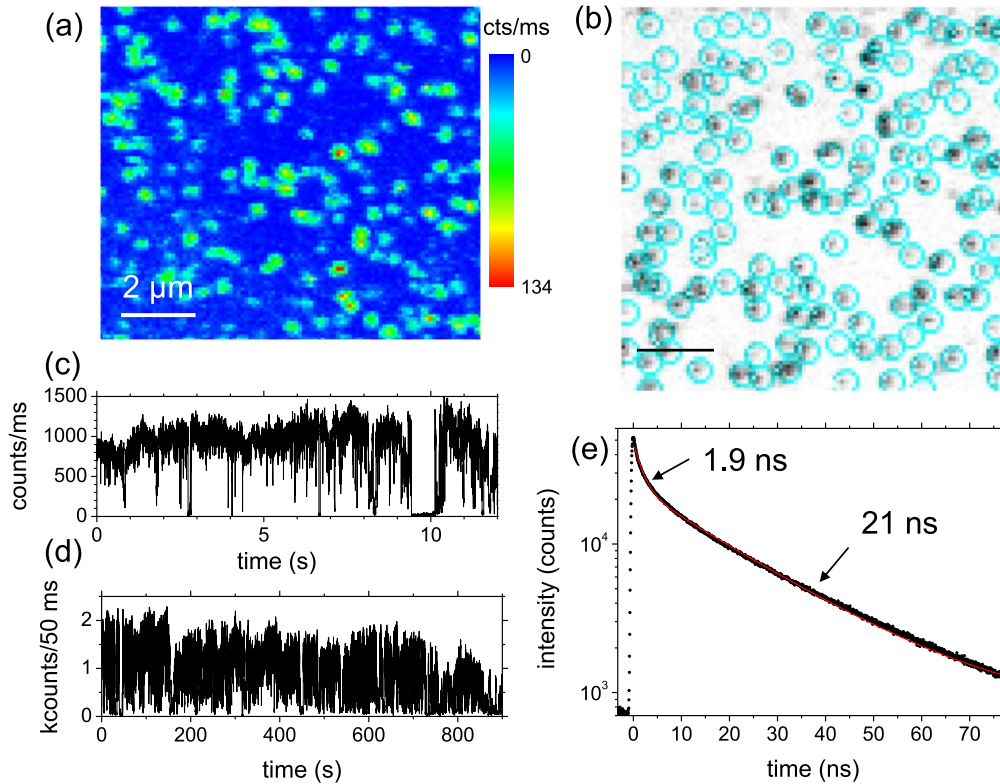 (a)
cts/ms
0
134
2 µm
(b)
(c)
counts/ms
1500
1000
500
0
0 5 10
time (s)
(d)
kcounts/50 ms
2
1
0
0 200 400 600 800
time (s)
(e)
1.9 ns
21 ns
intensity (counts)
10⁴
10³
0 10 20 30 40 50 60 70
time (ns)